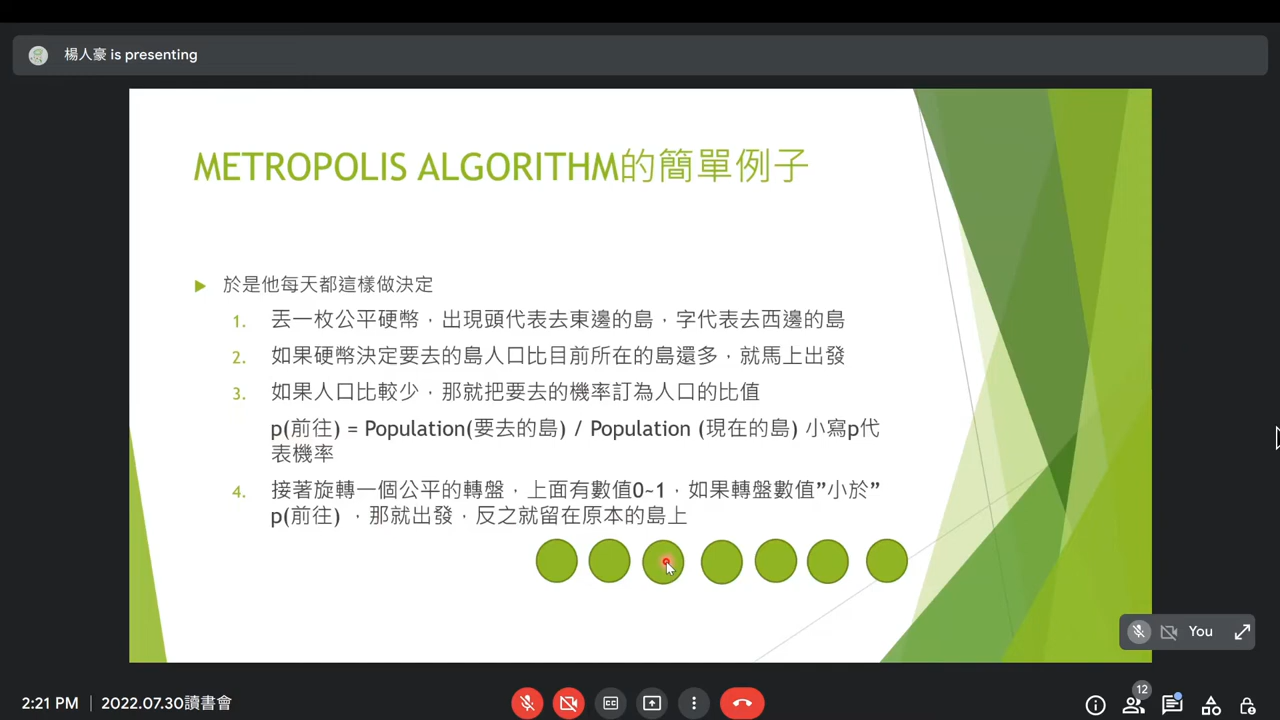 楊人豪 is presenting
METROPOLIS ALGORITHM的簡單例子
於是他每天都這樣做決定
1. 丟一枚公平硬幣，出現頭代表去東邊的島，字代表去西邊的島
2. 如果硬幣決定要去的島人口比目前所在的島還多，就馬上出發
3. 如果人口比較少，那就把要去的機率訂為人口的比值
p(前往) = Population(要去的島) / Population (現在的島) 小寫p代
表機率
4. 接著旋轉一個公平的轉盤，上面有數值0~1，如果轉盤數值”小於”
p(前往) ，那就出發，反之就留在原本的島上
You
2:21 PM | 2022.07.30讀書會
12